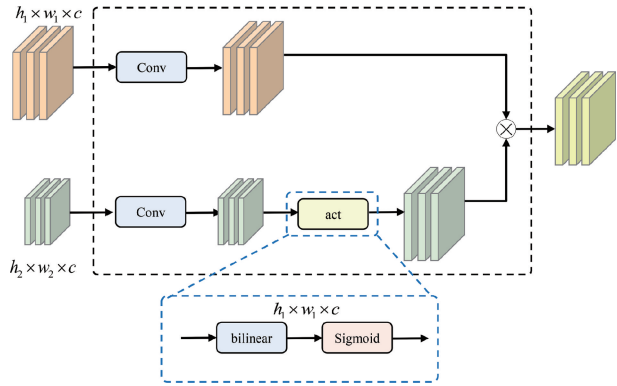 h₁×w₁×c
Conv
Conv
act
h₂×w₂×c
h₁×w₁×c
bilinear
Sigmoid